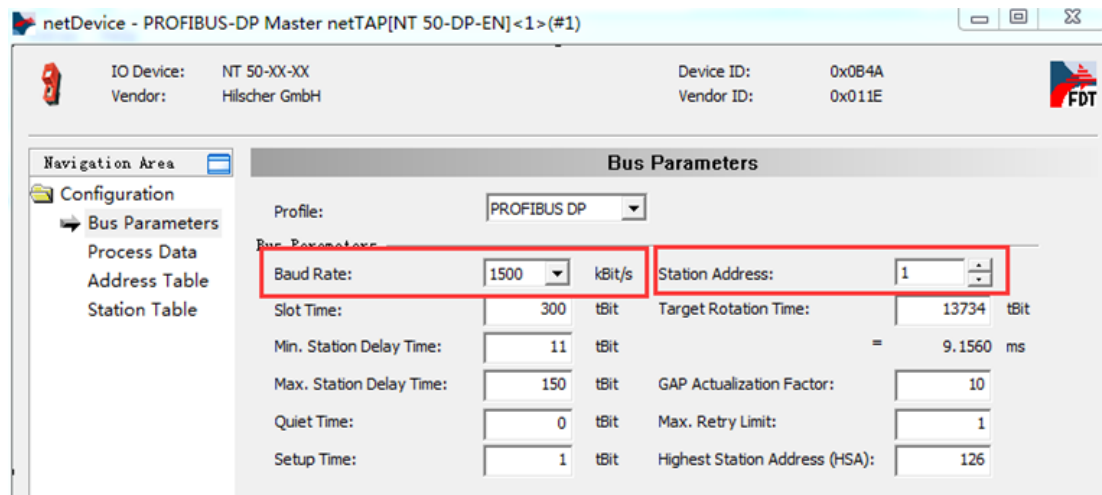 netDevice - PROFIBUS-DP Master netTAP[NT 50-DP-EN]<1>(#1)
IO Device: NT 50-XX-XX Device ID: 0x0B4A
Vendor: Hilscher GmbH Vendor ID: 0x011E
FDT
Navigation Area
Configuration
Bus Parameters
Process Data
Address Table
Station Table
Bus Parameters
Profile: PROFIBUS DP
Bus Parameters
Baud Rate: 1500 kBit/s Station Address: 1
Slot Time: 300 tBit Target Rotation Time: 13734 tBit
Min. Station Delay Time: 11 tBit = 9.1560 ms
Max. Station Delay Time: 150 tBit GAP Actualization Factor: 10
Quiet Time: 0 tBit Max. Retry Limit: 1
Setup Time: 1 tBit Highest Station Address (HSA): 126